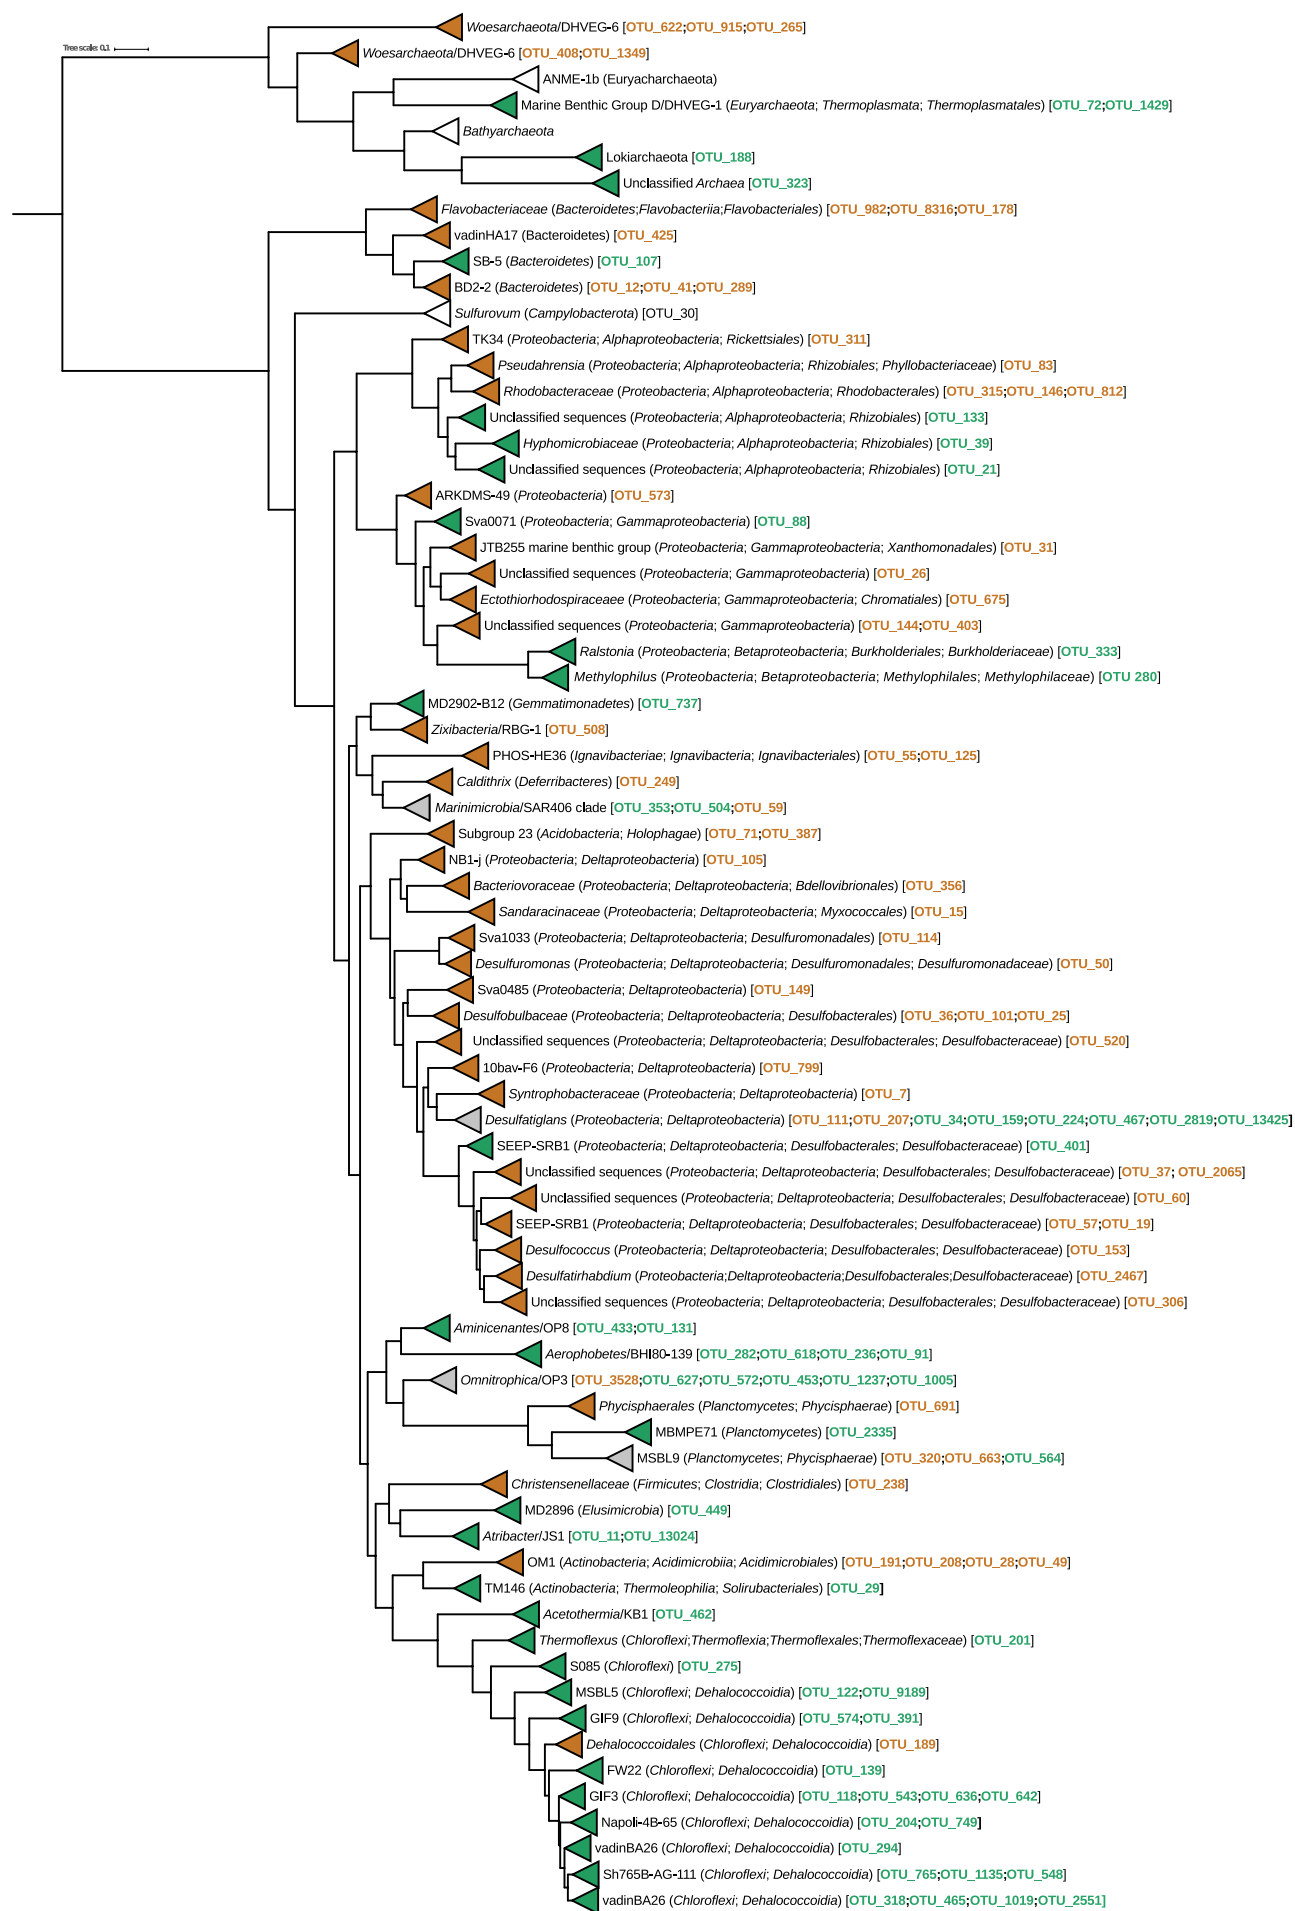 Woesarchaeota/DHVEG-6 [OTU_622;OTU_915;OTU_265]
Tree scale: 0.1
Woesarchaeota/DHVEG-6 [OTU_408;OTU_1349]
ANME-1b (Euryacharchaeota)
Marine Benthic Group D/DHVEG-1 (Euryarchaeota; Thermoplasmata; Thermoplasmatales) [OTU_72;OTU_1429]
Bathyarchaeota
Lokiarchaeota [OTU_188]
Unclassified Archaea [OTU_323]
Flavobacteriaceae (Bacteroidetes;Flavobacteriia;Flavobacteriales) [OTU_982;OTU_8316;OTU_178]
vadinHA17 (Bacteroidetes) [OTU_425]
SB-5 (Bacteroidetes) [OTU_107]
BD2-2 (Bacteroidetes) [OTU_12;OTU_41;OTU_289]
Sulfurovum (Campylobacterota) [OTU_30]
TK34 (Proteobacteria; Alphaproteobacteria; Rickettsiales) [OTU_311]
Pseudahrensia (Proteobacteria; Alphaproteobacteria; Rhizobiales; Phyllobacteriaceae) [OTU_83]
Rhodobacteraceae (Proteobacteria; Alphaproteobacteria; Rhodobacterales) [OTU_315;OTU_146;OTU_812]
Unclassified sequences (Proteobacteria; Alphaproteobacteria; Rhizobiales) [OTU_133]
Hyphomicrobiaceae (Proteobacteria; Alphaproteobacteria; Rhizobiales) [OTU_39]
Unclassified sequences (Proteobacteria; Alphaproteobacteria; Rhizobiales) [OTU_21]
ARKDMS-49 (Proteobacteria) [OTU_573]
Sva0071 (Proteobacteria; Gammaproteobacteria) [OTU_88]
JTB255 marine benthic group (Proteobacteria; Gammaproteobacteria; Xanthomonadales) [OTU_31]
Unclassified sequences (Proteobacteria; Gammaproteobacteria) [OTU_26]
Ectothiorhodospiraceaee (Proteobacteria; Gammaproteobacteria; Chromatiales) [OTU_675]
Unclassified sequences (Proteobacteria; Gammaproteobacteria) [OTU_144;OTU_403]
Ralstonia (Proteobacteria; Betaproteobacteria; Burkholderiales; Burkholderiaceae) [OTU_333]
Methylophilus (Proteobacteria; Betaproteobacteria; Methylophilales; Methylophilaceae) [OTU 280]
MD2902-B12 (Gemmatimonadetes) [OTU_737]
Zixibacteria/RBG-1 [OTU_508]
PHOS-HE36 (Ignavibacteriae; Ignavibacteria; Ignavibacteriales) [OTU_55;OTU_125]
Caldithrix (Deferribacteres) [OTU_249]
Marinimicrobia/SAR406 clade [OTU_353;OTU_504;OTU_59]
Subgroup 23 (Acidobacteria; Holophagae) [OTU_71;OTU_387]
NB1-j (Proteobacteria; Deltaproteobacteria) [OTU_105]
Bacteriovoraceae (Proteobacteria; Deltaproteobacteria; Bdellovibrionales) [OTU_356]
Sandaracinaceae (Proteobacteria; Deltaproteobacteria; Myxococcales) [OTU_15]
Sva1033 (Proteobacteria; Deltaproteobacteria; Desulfuromonadales) [OTU_114]
Desulfuromonas (Proteobacteria; Deltaproteobacteria; Desulfuromonadales; Desulfuromonadaceae) [OTU_50]
Sva0485 (Proteobacteria; Deltaproteobacteria) [OTU_149]
Desulfobulbaceae (Proteobacteria; Deltaproteobacteria; Desulfobacterales) [OTU_36;OTU_101;OTU_25]
Unclassified sequences (Proteobacteria; Deltaproteobacteria; Desulfobacterales; Desulfobacteraceae) [OTU_520]
10bav-F6 (Proteobacteria; Deltaproteobacteria) [OTU_799]
Syntrophobacteraceae (Proteobacteria; Deltaproteobacteria) [OTU_7]
Desulfatiglans (Proteobacteria; Deltaproteobacteria) [OTU_111;OTU_207;OTU_34;OTU_159;OTU_224;OTU_467;OTU_2819;OTU_13425]
SEEP-SRB1 (Proteobacteria; Deltaproteobacteria; Desulfobacterales; Desulfobacteraceae) [OTU_401]
Unclassified sequences (Proteobacteria; Deltaproteobacteria; Desulfobacterales; Desulfobacteraceae) [OTU_37; OTU_2065]
Unclassified sequences (Proteobacteria; Deltaproteobacteria; Desulfobacterales; Desulfobacteraceae) [OTU_60]
SEEP-SRB1 (Proteobacteria; Deltaproteobacteria; Desulfobacterales; Desulfobacteraceae) [OTU_57;OTU_19]
Desulfococcus (Proteobacteria; Deltaproteobacteria; Desulfobacterales; Desulfobacteraceae) [OTU_153]
Desulfatirhabdium (Proteobacteria;Deltaproteobacteria;Desulfobacterales;Desulfobacteraceae) [OTU_2467]
Unclassified sequences (Proteobacteria; Deltaproteobacteria; Desulfobacterales; Desulfobacteraceae) [OTU_306]
Aminicenantes/OP8 [OTU_433;OTU_131]
Aerophobetes/BHI80-139 [OTU_282;OTU_618;OTU_236;OTU_91]
Omnitrophica/OP3 [OTU_3528;OTU_627;OTU_572;OTU_453;OTU_1237;OTU_1005]
Phycisphaerales (Planctomycetes; Phycisphaerae) [OTU_691]
MBMPE71 (Planctomycetes) [OTU_2335]
MSBL9 (Planctomycetes; Phycisphaerae) [OTU_320;OTU_663;OTU_564]
Christensenellaceae (Firmicutes; Clostridia; Clostridiales) [OTU_238]
MD2896 (Elusimicrobia) [OTU_449]
Atribacter/JS1 [OTU_11;OTU_13024]
OM1 (Actinobacteria; Acidimicrobiia; Acidimicrobiales) [OTU_191;OTU_208;OTU_28;OTU_49]
TM146 (Actinobacteria; Thermoleophilia; Solirubacteriales) [OTU_29]
Acetothermia/KB1 [OTU_462]
Thermoflexus (Chloroflexi;Thermoflexia;Thermoflexales;Thermoflexaceae) [OTU_201]
S085 (Chloroflexi) [OTU_275]
MSBL5 (Chloroflexi; Dehalococcoidia) [OTU_122;OTU_9189]
GIF9 (Chloroflexi; Dehalococcoidia) [OTU_574;OTU_391]
Dehalococcoidales (Chloroflexi; Dehalococcoidia) [OTU_189]
FW22 (Chloroflexi; Dehalococcoidia) [OTU_139]
GIF3 (Chloroflexi; Dehalococcoidia) [OTU_118;OTU_543;OTU_636;OTU_642]
Napoli-4B-65 (Chloroflexi; Dehalococcoidia) [OTU_204;OTU_749]
vadinBA26 (Chloroflexi; Dehalococcoidia) [OTU_294]
Sh765B-AG-111 (Chloroflexi; Dehalococcoidia) [OTU_765;OTU_1135;OTU_548]
vadinBA26 (Chloroflexi; Dehalococcoidia) [OTU_318;OTU_465;OTU_1019;OTU_2551]